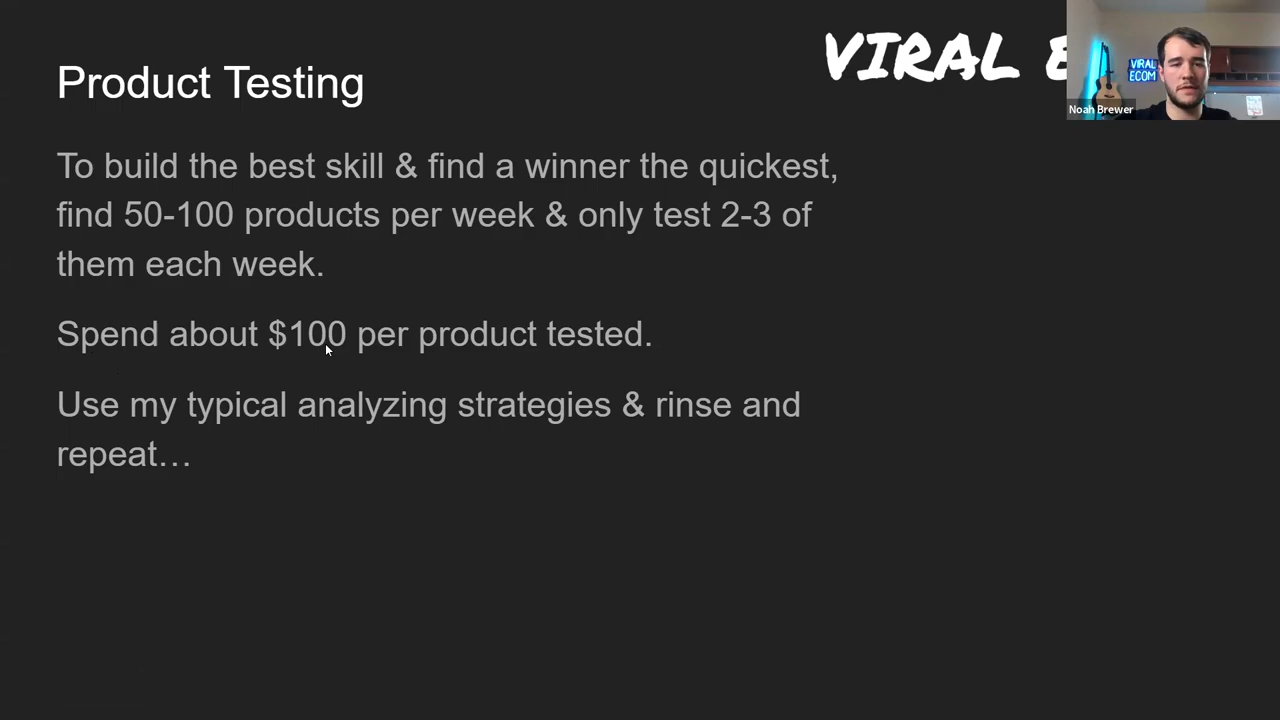 VIRAL
Product Testing
VIRAL
ECOM
Noah Brewer
To build the best skill & find a winner the quickest,
find 50-100 products per week & only test 2-3 of
them each week.
Spend about $100 per product tested.
Use my typical analyzing strategies & rinse and
repeat…